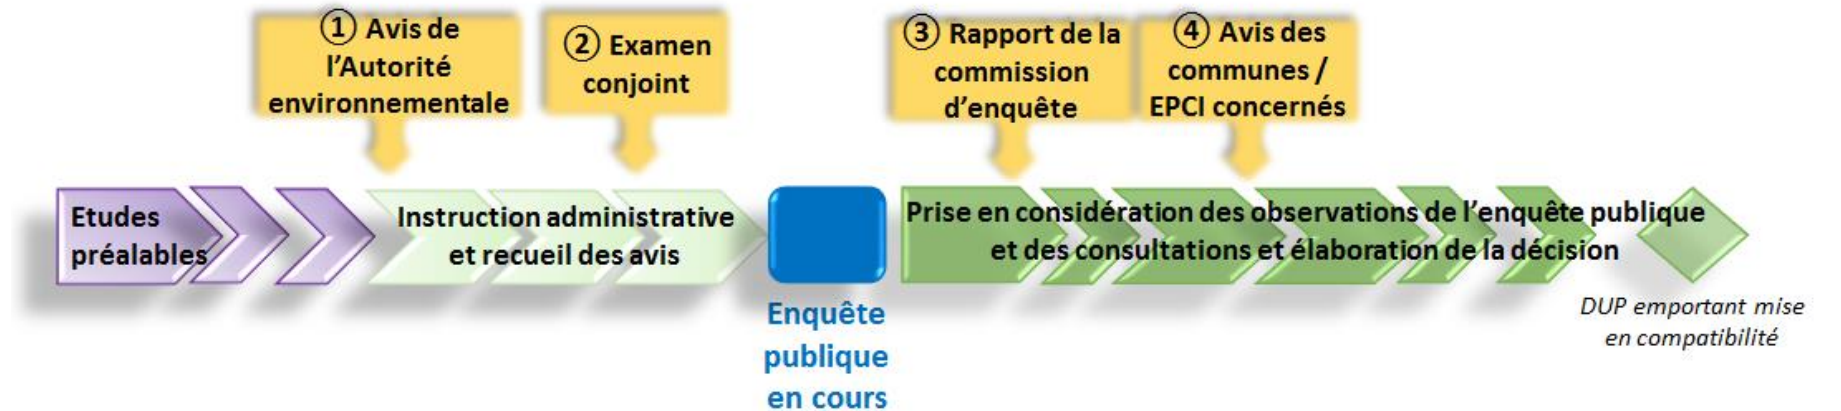 ① Avis de
l'Autorité
environnementale
② Examen
conjoint
③ Rapport de la
commission
d'enquête
④ Avis des
communes /
EPCI concernés
Etudes
préalables
Instruction administrative
et recueil des avis
Prise en considération des observations de l'enquête publique
et des consultations et élaboration de la décision
Enquête
publique
en cours
DUP emportant mise
en compatibilité